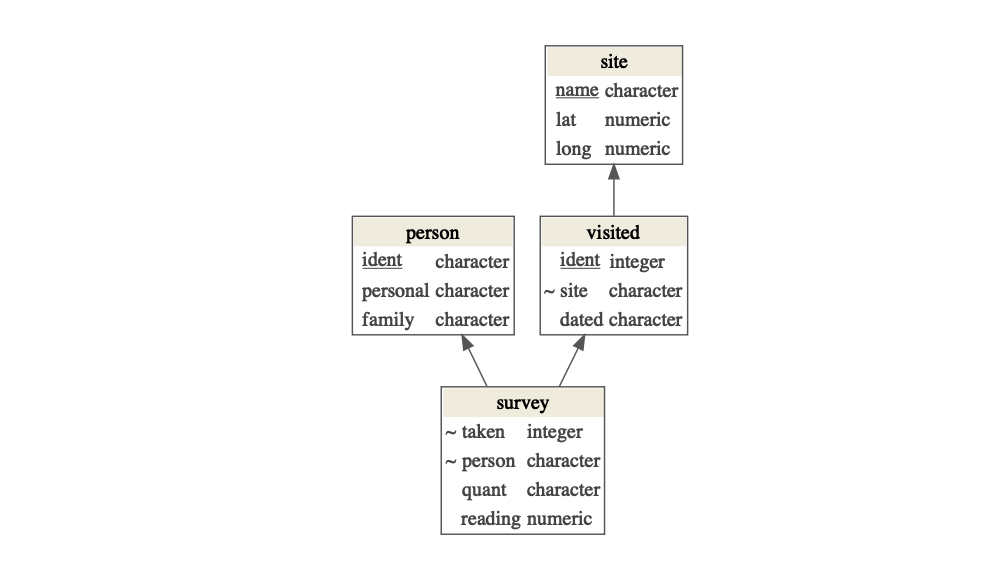 site
name character
lat numeric
long numeric
person
ident character
personal character
family character
visited
ident integer
~ site character
dated character
survey
~ taken integer
~ person character
quant character
reading numeric